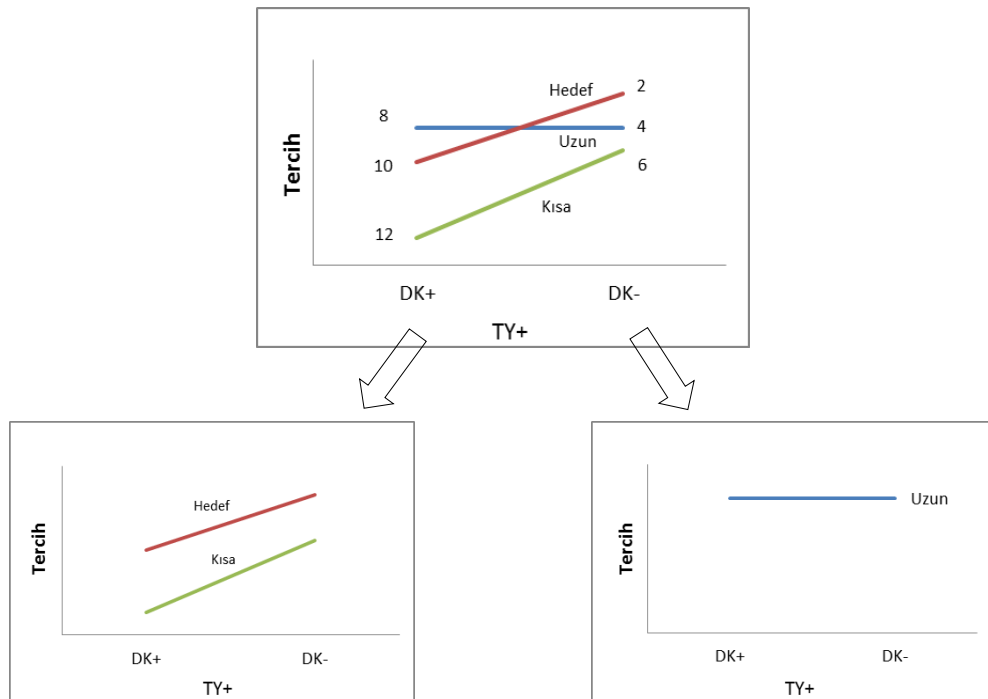 Hedef
2
8
4
Tercih
Uzun
10
6
Kısa
12
DK+ DK-
TY+
Hedef
Tercih
Kısa
DK+ DK-
TY+
Uzun
Tercih
DK+ DK-
TY+